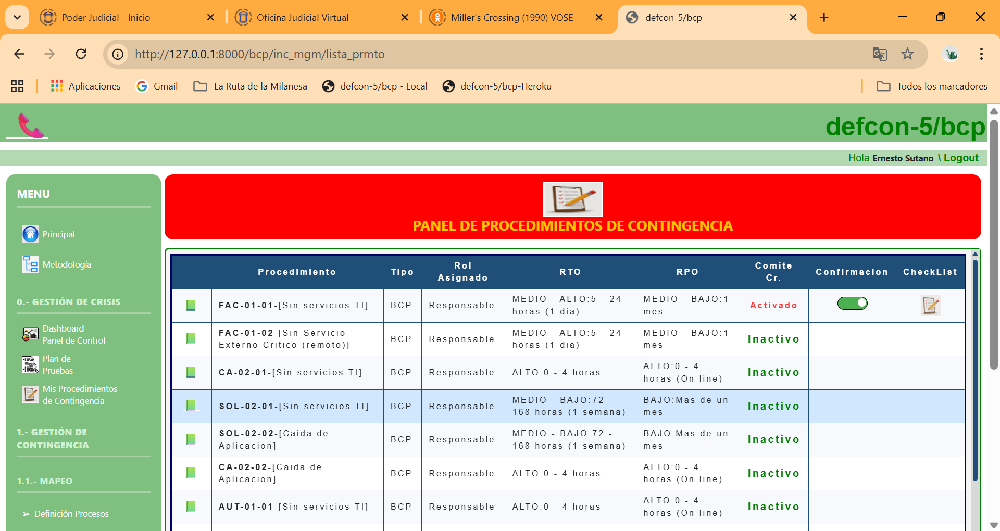 Poder Judicial - Inicio
Oficina Judicial Virtual
Miller's Crossing (1990) VOSE
defcon-5/bcp
http://127.0.0.1:8000/bcp/inc_mgm/lista_prmto
Aplicaciones
Gmail
La Ruta de la Milanesa
defcon-5/bcp - Local
defcon-5/bcp-Heroku
Todos los marcadores
defcon-5/bcp
Hola Ernesto Sutano \ Logout
MENU
Principal
Metodología
0.- GESTIÓN DE CRISIS
Dashboard
Panel de Control
Plan de
Pruebas
Mis Procedimientos
de Contingencia
1.- GESTIÓN DE
CONTINGENCIA
1.1.- MAPEO
➢ Definición Procesos
PANEL DE PROCEDIMIENTOS DE CONTINGENCIA
Procedimiento
Tipo
Rol
Asignado
RTO
RPO
Comite
Cr.
Confirmacion
CheckList
FAC-01-01-[Sin servicios TI]
BCP
Responsable
MEDIO - ALTO:5 - 24
horas (1 dia)
MEDIO - BAJO:1
mes
Activado
FAC-01-02-[Sin Servicio
Externo Critico (remoto)]
BCP
Responsable
MEDIO - ALTO:5 - 24
horas (1 dia)
MEDIO - BAJO:1
mes
Inactivo
CA-02-01-[Sin servicios TI]
BCP
Responsable
ALTO:0 - 4 horas
ALTO:0 - 4
horas (On line)
Inactivo
SOL-02-01-[Sin servicios TI]
BCP
Responsable
MEDIO - BAJO:72 -
168 horas (1 semana)
BAJO:Mas de un
mes
Inactivo
SOL-02-02-[Caida de
Aplicacion]
BCP
Responsable
MEDIO - BAJO:72 -
168 horas (1 semana)
BAJO:Mas de un
mes
Inactivo
CA-02-02-[Caida de
Aplicacion]
BCP
Responsable
ALTO:0 - 4 horas
ALTO:0 - 4
horas (On line)
Inactivo
AUT-01-01-[Sin servicios TI]
BCP
Responsable
ALTO:0 - 4 horas
ALTO:0 - 4
horas (On line)
Inactivo